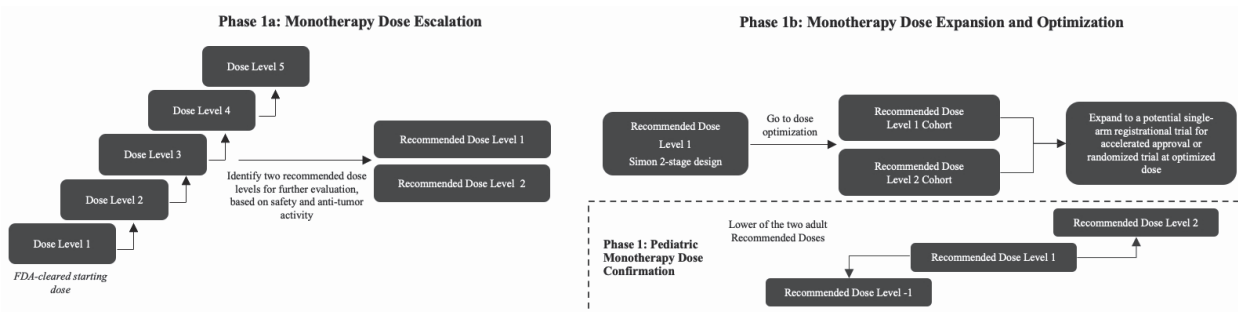 Phase 1a: Monotherapy Dose Escalation
Dose Level 5
Dose Level 4
Dose Level 3
Dose Level 2
Dose Level 1
FDA-cleared starting
dose
Identify two recommended dose
levels for further evaluation,
based on safety and anti-tumor
activity
Recommended Dose Level 1
Recommended Dose Level 2
Phase 1b: Monotherapy Dose Expansion and Optimization
Recommended Dose
Level 1
Simon 2-stage design
Go to dose
optimization
Recommended Dose
Level 1 Cohort
Recommended Dose
Level 2 Cohort
Expand to a potential single-
arm registrational trial for
accelerated approval or
randomized trial at optimized
dose
Phase 1: Pediatric
Monotherapy Dose
Confirmation
Lower of the two adult
Recommended Doses
Recommended Dose Level 2
Recommended Dose Level 1
Recommended Dose Level -1